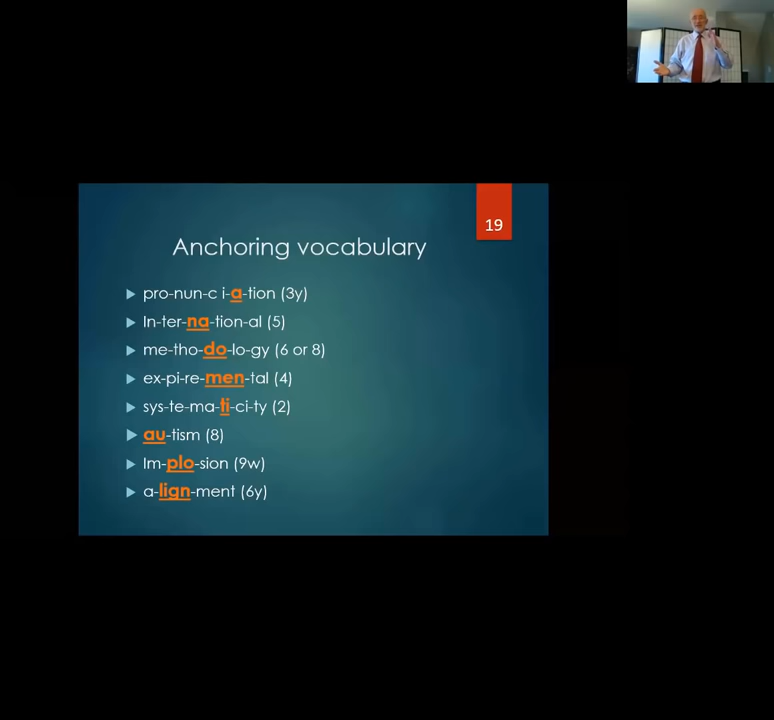 19
Anchoring vocabulary
pro-nun-c i-a-tion (3y)
In-ter-na-tion-al (5)
me-tho-do-lo-gy (6 or 8)
ex-pi-re-men-tal (4)
sys-te-ma-ti-ci-ty (2)
au-tism (8)
Im-plo-sion (9w)
a-lign-ment (6y)